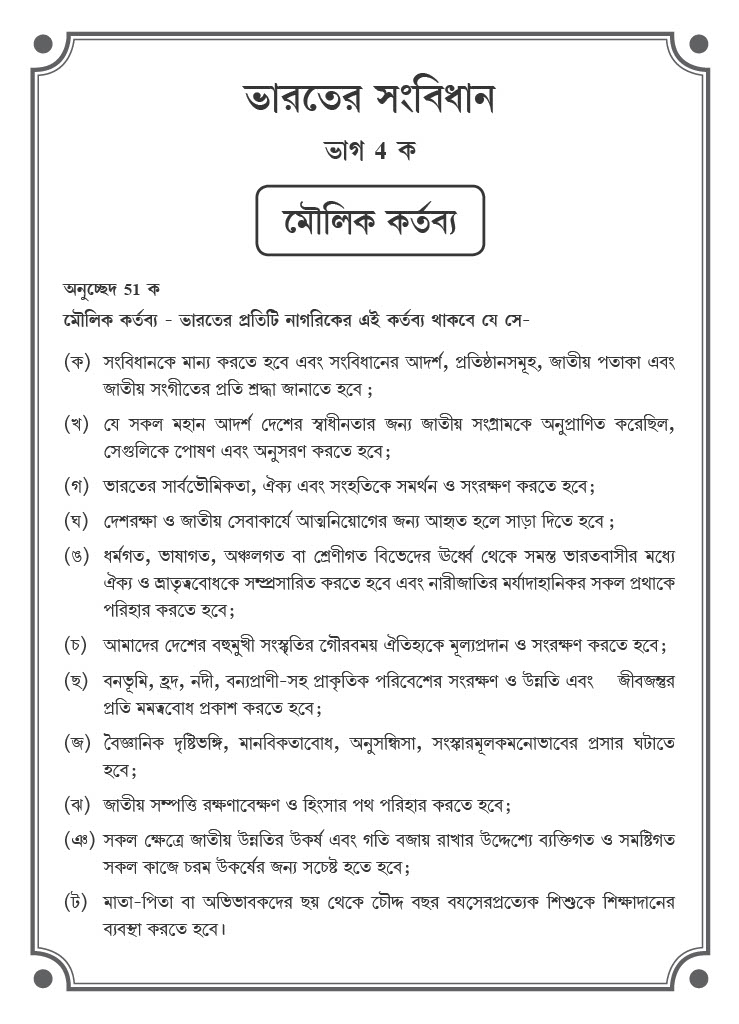 ভারতের সংবিধান
ভাগ 4 ক
মৌলিক কর্তব্য
অনুচ্ছেদ 51 ক
মৌলিক কর্তব্য - ভারতের প্রতিটি নাগরিকের এই কর্তব্য থাকবে যে সে-
(ক) সংবিধানকে মান্য করতে হবে এবং সংবিধানের আদর্শ, প্রতিষ্ঠানসমূহ, জাতীয় পতাকা এবং
জাতীয় সংগীতের প্রতি শ্রদ্ধা জানাতে হবে ;
(খ) যে সকল মহান আদর্শ দেশের স্বাধীনতার জন্য জাতীয় সংগ্রামকে অনুপ্রাণিত করেছিল,
সেগুলিকে পোষণ এবং অনুসরণ করতে হবে;
(গ) ভারতের সার্বভৌমিকতা, ঐক্য এবং সংহতিকে সমর্থন ও সংরক্ষণ করতে হবে;
(ঘ) দেশরক্ষা ও জাতীয় সেবাকার্যে আত্মনিয়োগের জন্য আহূত হলে সাড়া দিতে হবে ;
(ঙ) ধর্মগত, ভাষাগত, অঞ্চলগত বা শ্রেণীগত বিভেদের ঊর্ধ্বে থেকে সমস্ত ভারতবাসীর মধ্যে
ঐক্য ও ভ্রাতৃত্ববোধকে সম্প্রসারিত করতে হবে এবং নারীজাতির মর্যাদাহানিকর সকল প্রথাকে
পরিহার করতে হবে;
(চ) আমাদের দেশের বহুমুখী সংস্কৃতির গৌরবময় ঐতিহ্যকে মূল্যপ্রদান ও সংরক্ষণ করতে হবে;
(ছ) বনভূমি, হ্রদ, নদী, বন্যপ্রাণী-সহ প্রাকৃতিক পরিবেশের সংরক্ষণ ও উন্নতি এবং জীবজন্তুর
প্রতি মমত্ববোধ প্রকাশ করতে হবে;
(জ) বৈজ্ঞানিক দৃষ্টিভঙ্গি, মানবিকতাবোধ, অনুসন্ধিসা, সংস্কারমূলকমনোভাবের প্রসার ঘটাতে
হবে;
(ঝ) জাতীয় সম্পত্তি রক্ষণাবেক্ষণ ও হিংসার পথ পরিহার করতে হবে;
(ঞ) সকল ক্ষেত্রে জাতীয় উন্নতির উকর্ষ এবং গতি বজায় রাখার উদ্দেশ্যে ব্যক্তিগত ও সমষ্টিগত
সকল কাজে চরম উকর্ষের জন্য সচেষ্ট হতে হবে;
(ট) মাতা-পিতা বা অভিভাবকদের ছয় থেকে চৌদ্দ বছর বযসেরপ্রত্যেক শিশুকে শিক্ষাদানের
ব্যবস্থা করতে হবে।